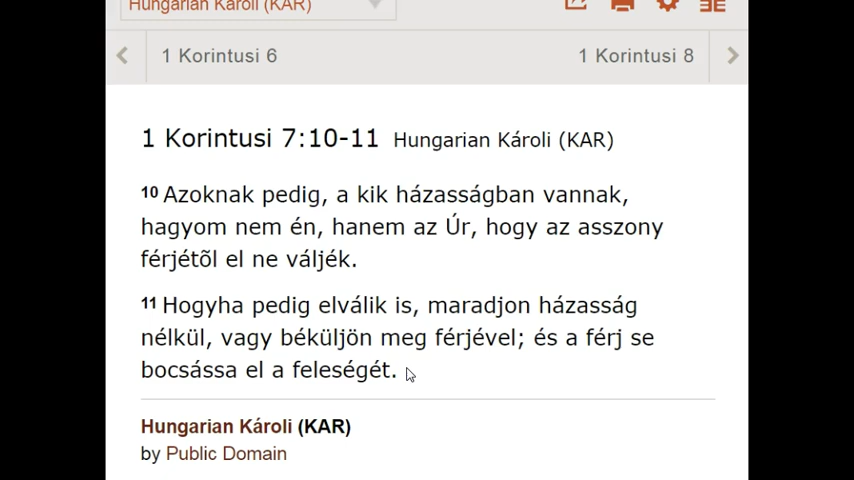 Hungarian Károli (KAR)
1 Korintusi 6
1 Korintusi 8
1 Korintusi 7:10-11 Hungarian Károli (KAR)
10 Azoknak pedig, a kik házasságban vannak,
hagyom nem én, hanem az Úr, hogy az asszony
férjétõl el ne váljék.
11 Hogyha pedig elválik is, maradjon házasság
nélkül, vagy béküljön meg férjével; és a férj se
bocsássa el a feleségét.
Hungarian Károli (KAR)
by Public Domain